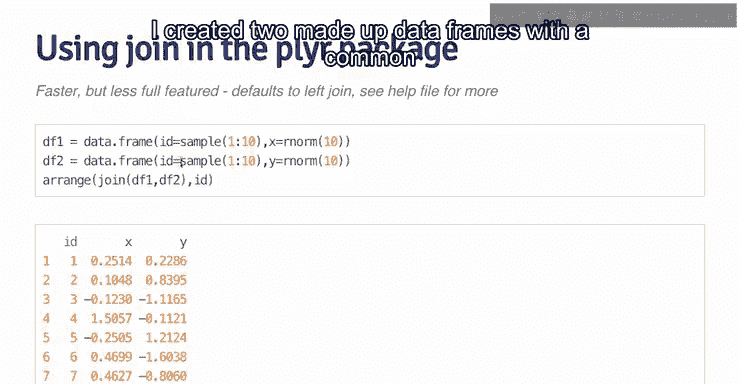 I created two made up data frames with a
common
Using join in the plyr package
Faster, but less full featured - defaults to left join, see help file for more
df1 = data.frame(id=sample(1:10),x=rnorm(10))
df2 = data.frame(id=sample(1:10),y=rnorm(10))
arrange(join(df1,df2),id)
id x y
1 1 0.2514 0.2286
2 2 0.1048 0.8395
3 3 -0.1230 -1.1165
4 4 1.5057 -0.1121
5 5 -0.2505 1.2124
6 6 0.4699 -1.6038
7 7 0.4627 -0.8060